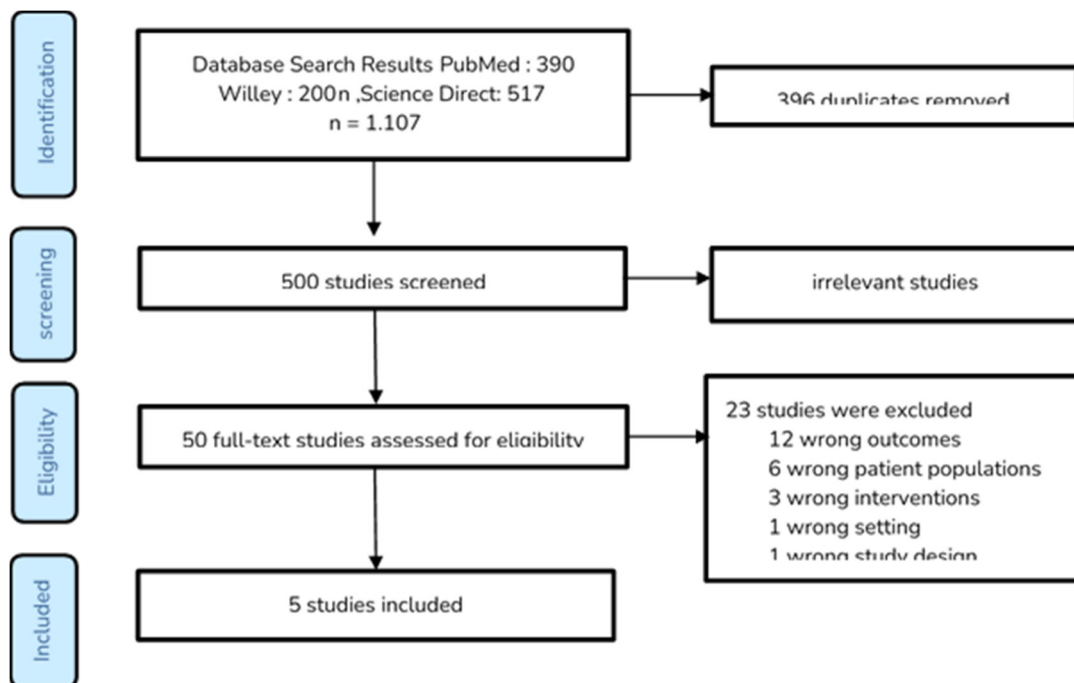 Identification
Database Search Results PubMed : 390
Willey : 200n ,Science Direct: 517
n = 1.107
396 duplicates removed
screening
500 studies screened
irrelevant studies
Eligibility
50 full-text studies assessed for eligibility
23 studies were excluded
12 wrong outcomes
6 wrong patient populations
3 wrong interventions
1 wrong setting
1 wrong study design
Included
5 studies included